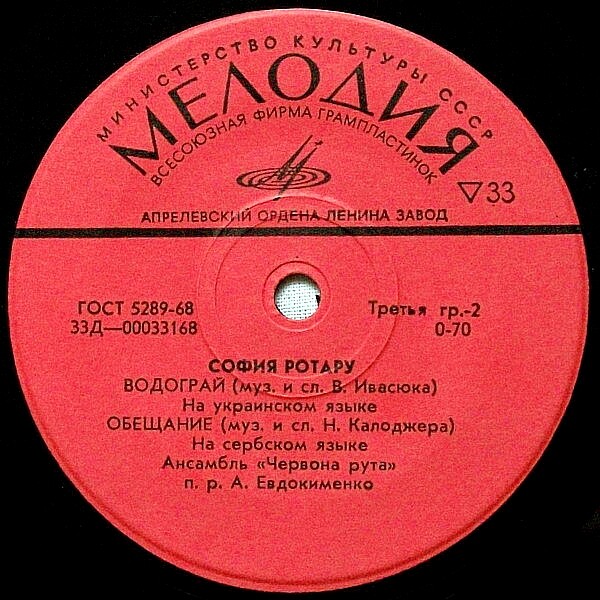 МИНИСТЕРСТВО КУЛЬТУРЫ СССР
МЕЛОДИЯ
ВСЕСОЮЗНАЯ ФИРМА ГРАМПЛАСТИНОК
33
АПРЕЛЕВСКИЙ ОРДЕНА ЛЕНИНА ЗАВОД
ГОСТ 5289-68
33Д—00033168
Третья гр.-2
0-70
СОФИЯ РОТАРУ
ВОДОГРАЙ (муз. и сл. В. Ивасюка)
На украинском языке
ОБЕЩАНИЕ (муз. и сл. Н. Калоджера)
На сербском языке
Ансамбль «Червона рута»
п. р. А. Евдокименко